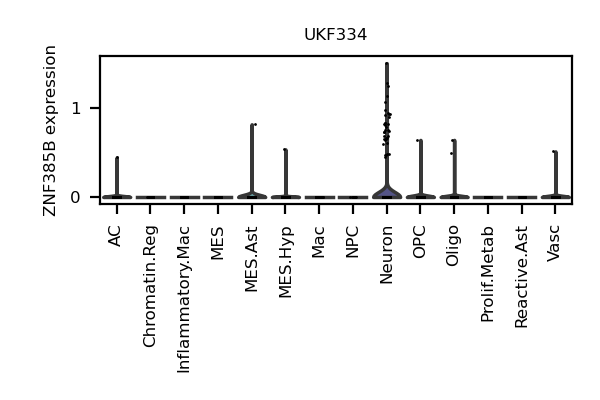 UKF334
ZNF385B expression
1
0
AC
Chromatin.Reg
Inflammatory.Mac
MES
MES.Ast
MES.Hyp
Mac
NPC
Neuron
OPC
Oligo
Prolif.Metab
Reactive.Ast
Vasc